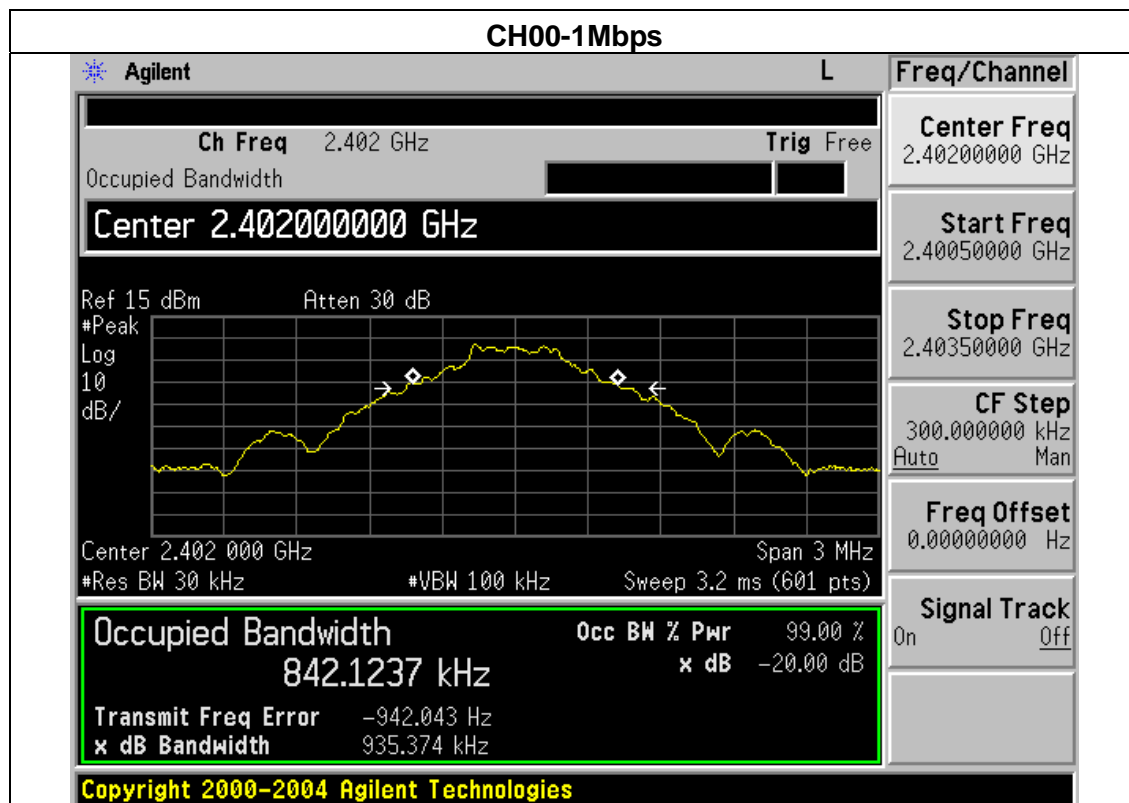 CH00-1Mbps
Agilent L Freq/Channel
Ch Freq 2.402 GHz Trig Free
Occupied Bandwidth
Center 2.402000000 GHz
Ref 15 dBm Atten 30 dB
#Peak
Log
10
dB/
Center 2.402 000 GHz Span 3 MHz
#Res BW 30 kHz #VBW 100 kHz Sweep 3.2 ms (601 pts)
Occupied Bandwidth Occ BW % Pwr 99.00 %
842.1237 kHz x dB -20.00 dB
Transmit Freq Error -942.043 Hz
x dB Bandwidth 935.374 kHz
Copyright 2000-2004 Agilent Technologies
Center Freq
2.40200000 GHz
Start Freq
2.40050000 GHz
Stop Freq
2.40350000 GHz
CF Step
300.000000 kHz
Auto Man
Freq Offset
0.00000000 Hz
Signal Track
On Off